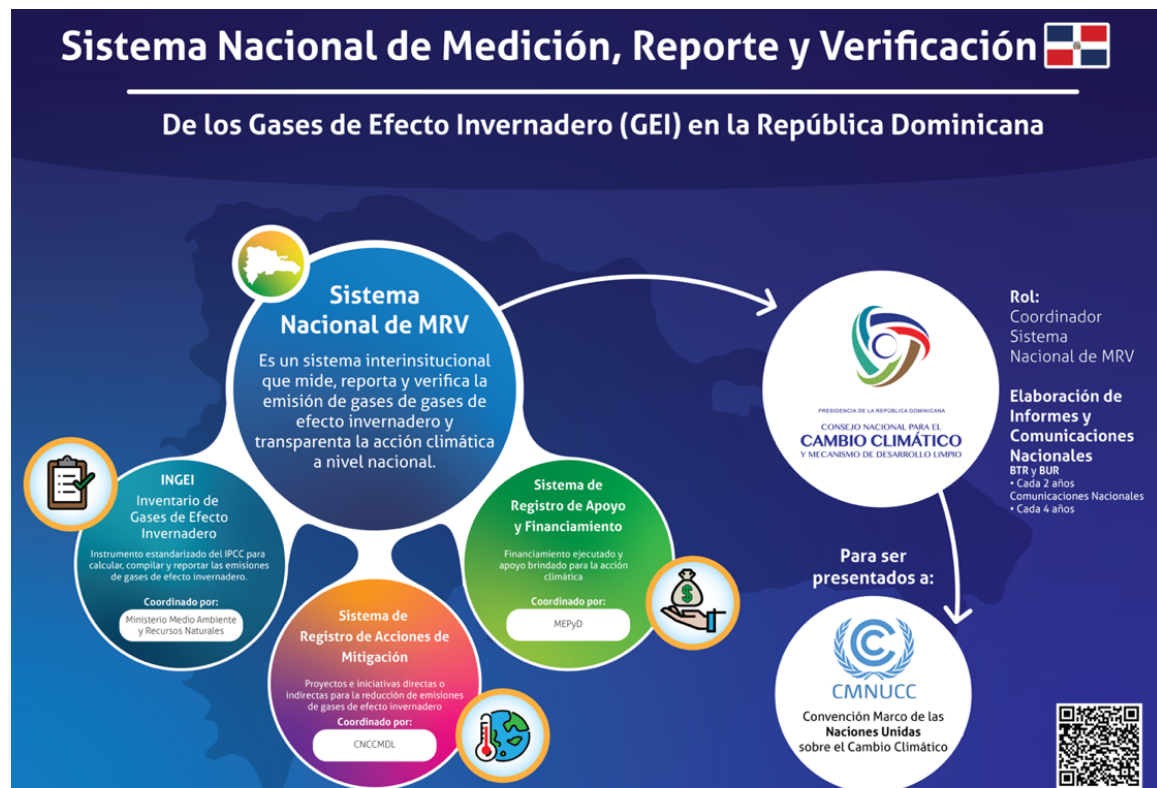 Sistema Nacional de Medición, Reporte y Verificación
De los Gases de Efecto Invernadero (GEI) en la República Dominicana
Sistema
Nacional de MRV
Es un sistema interinsitucional
que mide, reporta y verifica la
emisión de gases de gases de
efecto invernadero y
transparenta la acción climática
a nivel nacional.
INGEI
Inventario de
Gases de Efecto
Invernadero
Instrumento estandarizado del IPCC para
calcular, compilar y reportar las emisiones
de gases de efecto invernadero.
Coordinado por:
Ministerio Medio Ambiente
y Recursos Naturales
Sistema de
Registro de Acciones de
Mitigación
Proyectos e iniciativas directas o
indirectas para la reducción de emisiones
de gases de efecto invernadero
Coordinado por:
CNCCMDL
Sistema de
Registro de Apoyo
y Financiamiento
Financiamiento ejecutado y
apoyo brindado para la acción
climática
Coordinado por:
MEPyD
$
PRESIDENCIA DE LA REPÚBLICA DOMINICANA
CONSEJO NACIONAL PARA EL
CAMBIO CLIMÁTICO
Y MECANISMO DE DESARROLLO LIMPIO
Rol:
Coordinador
Sistema
Nacional de MRV
Elaboración de
Informes y
Comunicaciones
Nacionales
BTR y BUR
• Cada 2 años
Comunicaciones Nacionales
• Cada 4 años
Para ser
presentados a:
CMNUCC
Convención Marco de las
Naciones Unidas
sobre el Cambio Climático